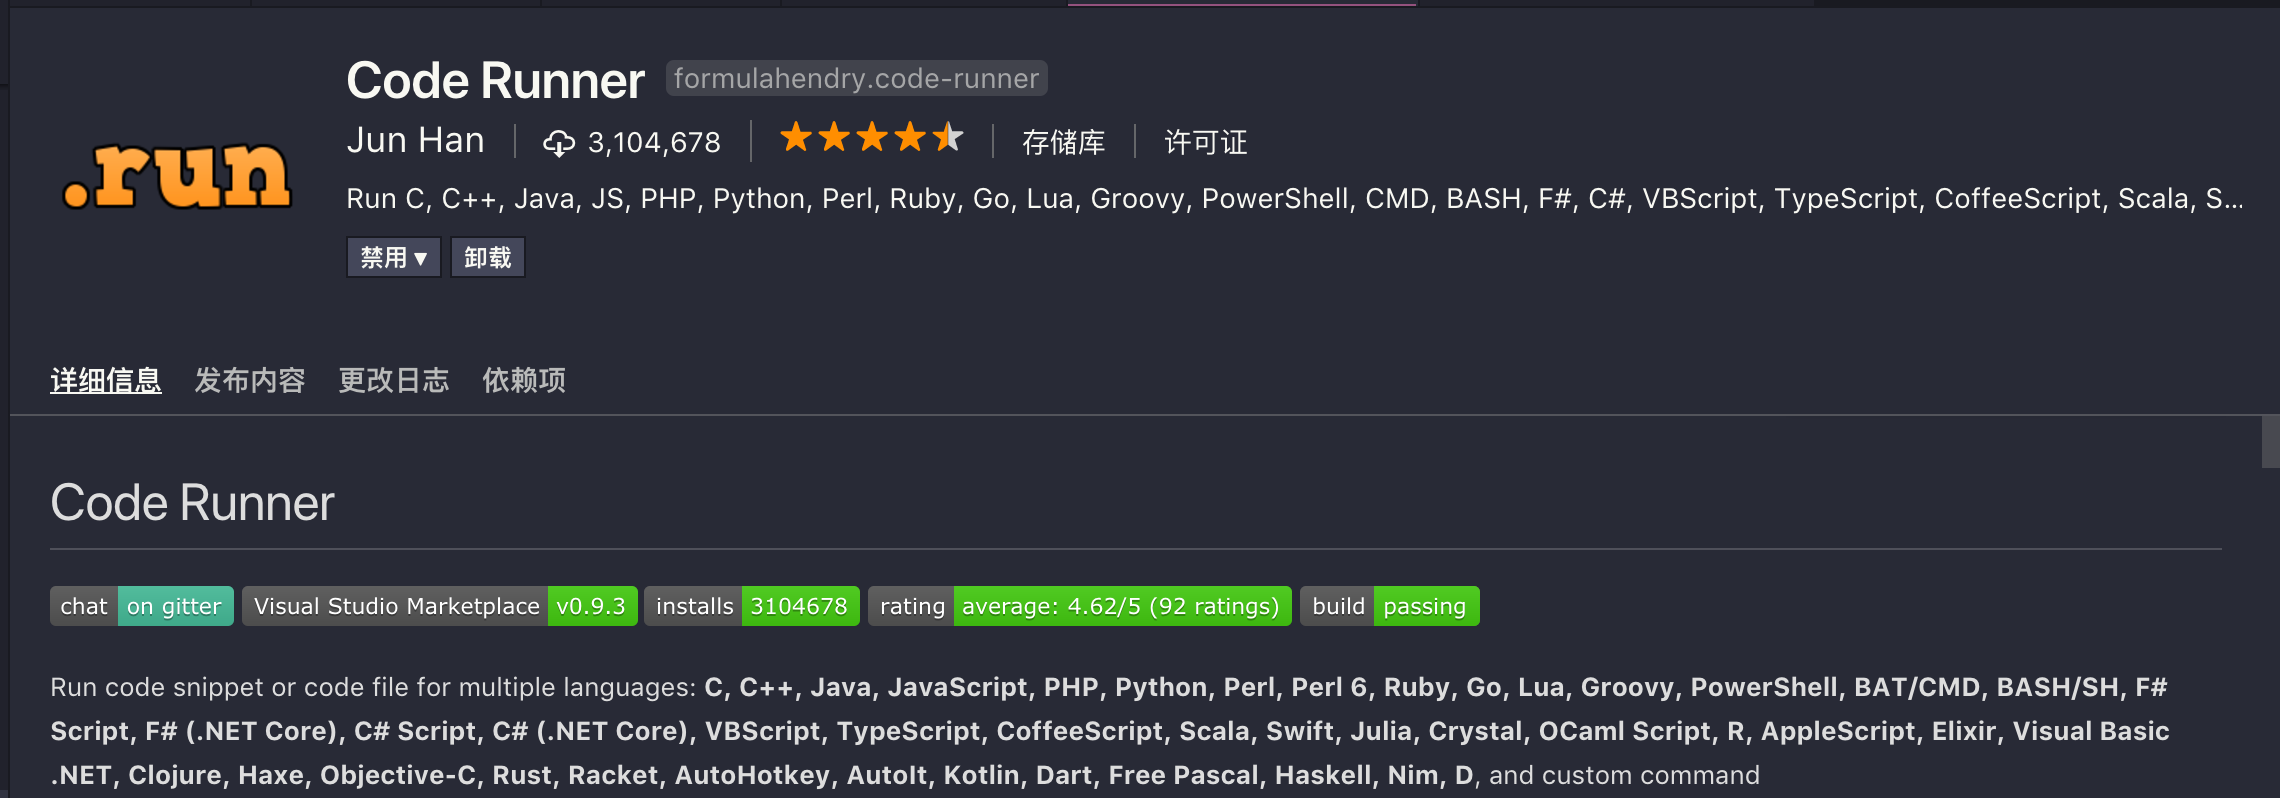 .run
Code Runner formulahendry.code-runner
Jun Han 3,104,678 存储库 许可证
Run C, C++, Java, JS, PHP, Python, Perl, Ruby, Go, Lua, Groovy, PowerShell, CMD, BASH, F#, C#, VBScript, TypeScript, CoffeeScript, Scala, S...
禁用 ▾ 卸载
详细信息 发布内容 更改日志 依赖项
Code Runner
chat on gitter Visual Studio Marketplace v0.9.3 installs 3104678 rating average: 4.62/5 (92 ratings) build passing
Run code snippet or code file for multiple languages: C, C++, Java, JavaScript, PHP, Python, Perl, Perl 6, Ruby, Go, Lua, Groovy, PowerShell, BAT/CMD, BASH/SH, F#
Script, F# (.NET Core), C# Script, C# (.NET Core), VBScript, TypeScript, CoffeeScript, Scala, Swift, Julia, Crystal, OCaml Script, R, AppleScript, Elixir, Visual Basic
.NET, Clojure, Haxe, Objective-C, Rust, Racket, AutoHotkey, AutoIt, Kotlin, Dart, Free Pascal, Haskell, Nim, D, and custom command